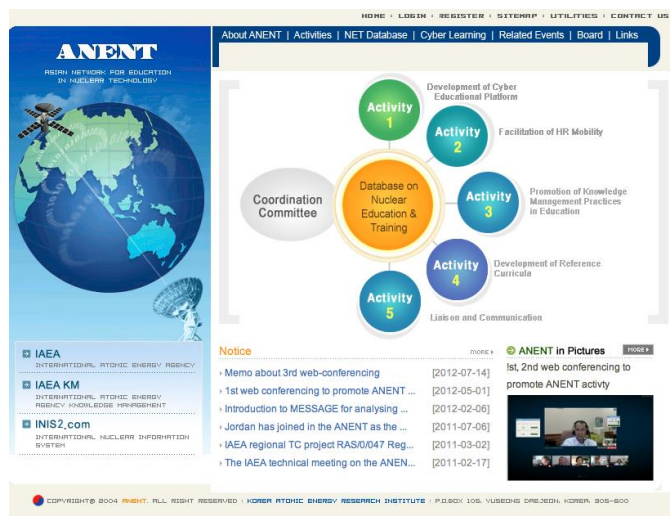 HOME › LOGIN › REGISTER › SITEMAP › UTILITIES › CONTACT US
About ANENT | Activities | NET Database | Cyber Learning | Related Events | Board | Links
ANENT
ASIAN NETWORK FOR EDUCATION
IN NUCLEAR TECHNOLOGY
Activity
1
Development of Cyber
Educational Platform
Activity
2
Facilitation of HR Mobility
Coordination
Committee
Database on
Nuclear
Education &
Training
Activity
3
Promotion of Knowledge
Management Practices
in Education
Activity
4
Development of Reference
Curricula
Activity
5
Liaison and Communication
IAEA
INTERNATIONAL ATOMIC ENERGY AGENCY
IAEA KM
INTERNATIONAL ATOMIC ENERGY
AGENCY KNOWLEDGE MANAGEMENT
INIS2.com
INTERNATIONAL NUCLEAR INFORMATION
SYSTEM
Notice MORE
Memo about 3rd web-conferencing [2012-07-14]
1st web conferencing to promote ANENT ... [2012-05-01]
Introduction to MESSAGE for analysing ... [2012-02-06]
Jordan has joined in the ANENT as the ... [2011-07-06]
IAEA regional TC project RAS/0/047 Reg... [2011-03-02]
The IAEA technical meeting on the ANEN... [2011-02-17]
ANENT in Pictures MORE
!st, 2nd web conferencing to
promote ANENT activty
COPYRIGHT@ 2004 ANENT. ALL RIGHT RESERVED : KOREA ATOMIC ENERGY RESEARCH INSTITUTE : P.O.BOX 105, YUSEONG DAEJEON, KOREA, 305-600